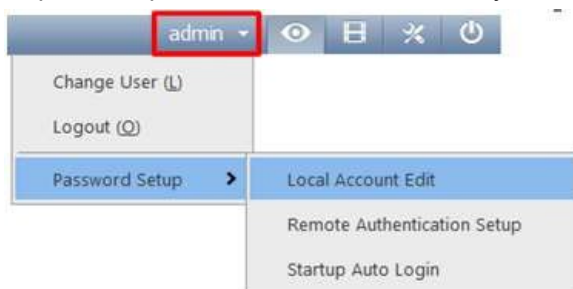 admin
Change User (L)
Logout (O)
Password Setup
Local Account Edit
Remote Authentication Setup
Startup Auto Login